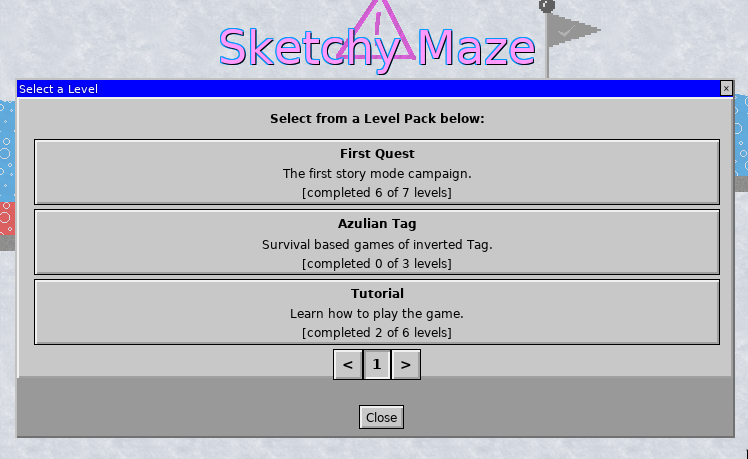 Sketchy Maze
Select a Level
Select from a Level Pack below:
First Quest
The first story mode campaign.
[completed 6 of 7 levels]
Azulian Tag
Survival based games of inverted Tag.
[completed 0 of 3 levels]
Tutorial
Learn how to play the game.
[completed 2 of 6 levels]
< 1 >
Close